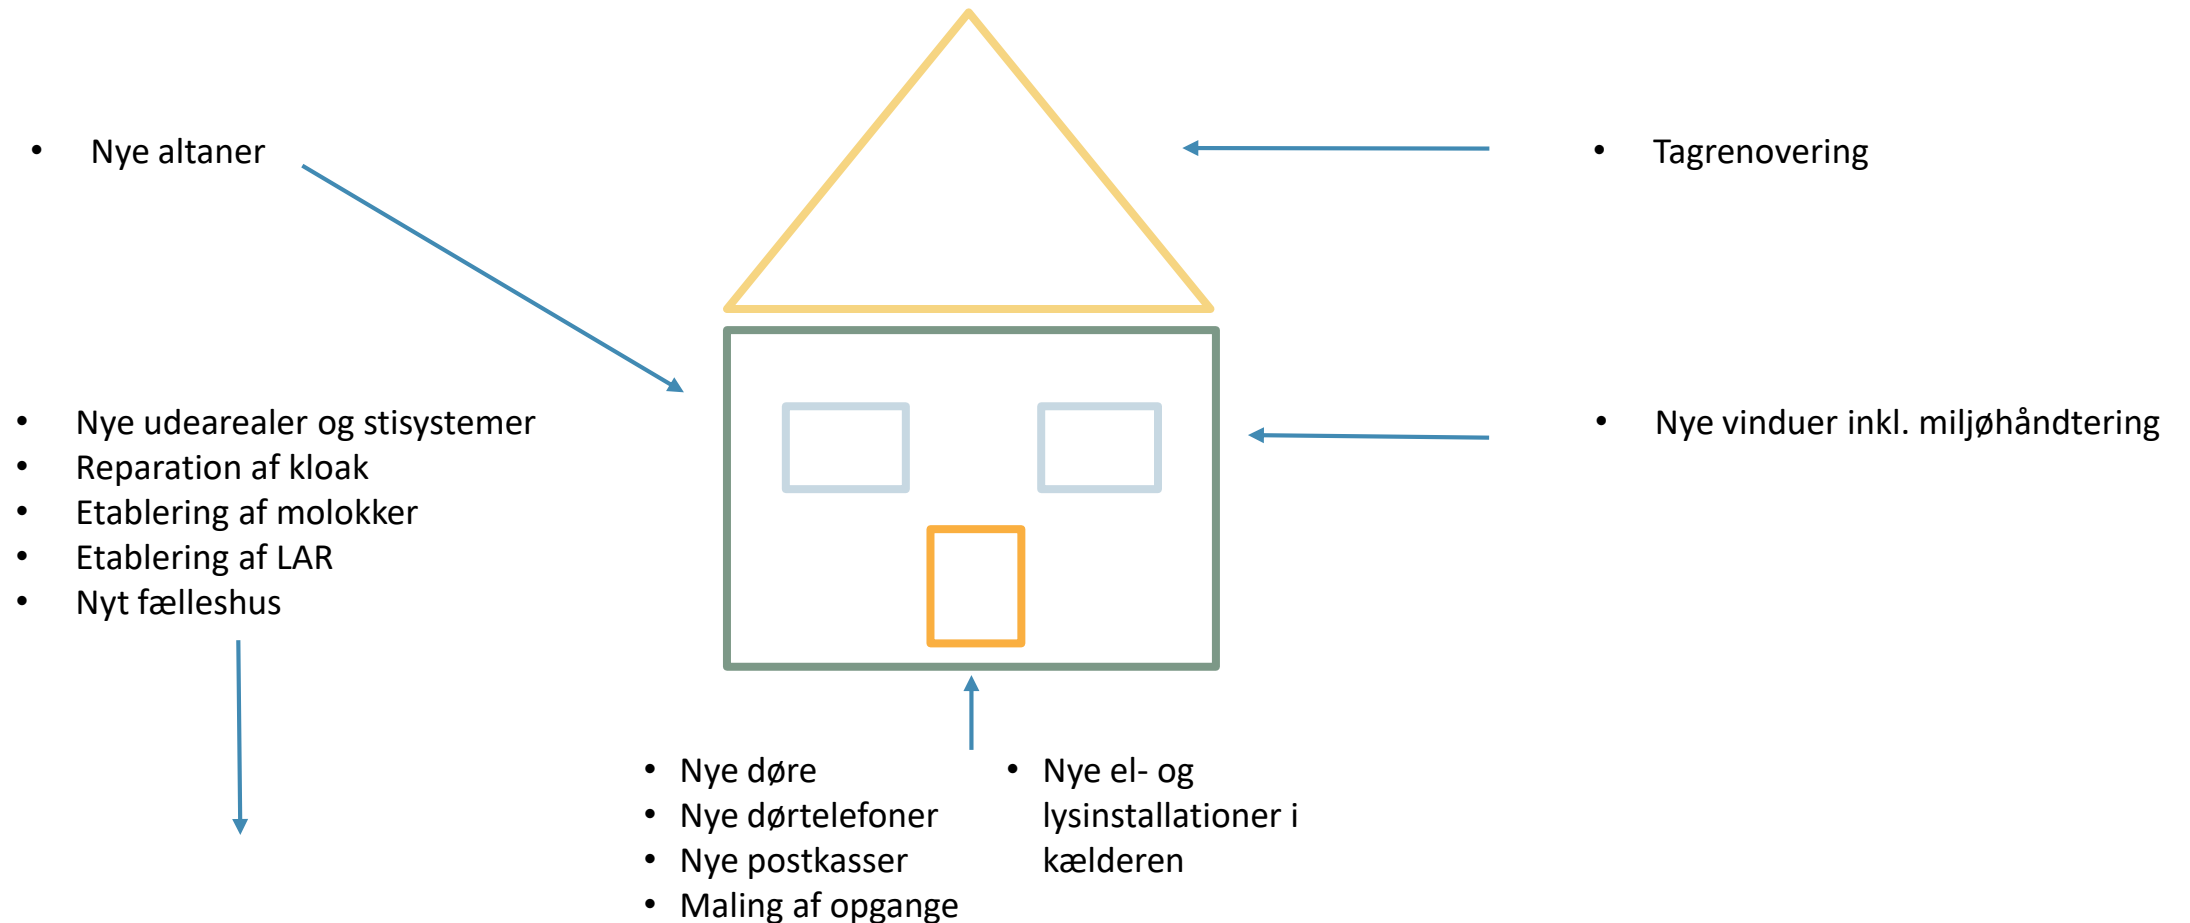 • Nye altaner
• Tagrenovering
• Nye udearealer og stisystemer
• Reparation af kloak
• Etablering af molokker
• Etablering af LAR
• Nyt fælleshus
• Nye vinduer inkl. miljøhåndtering
• Nye døre
• Nye dørtelefoner
• Nye postkasser
• Maling af opgange
• Nye el- og
lysinstallationer i
kælderen